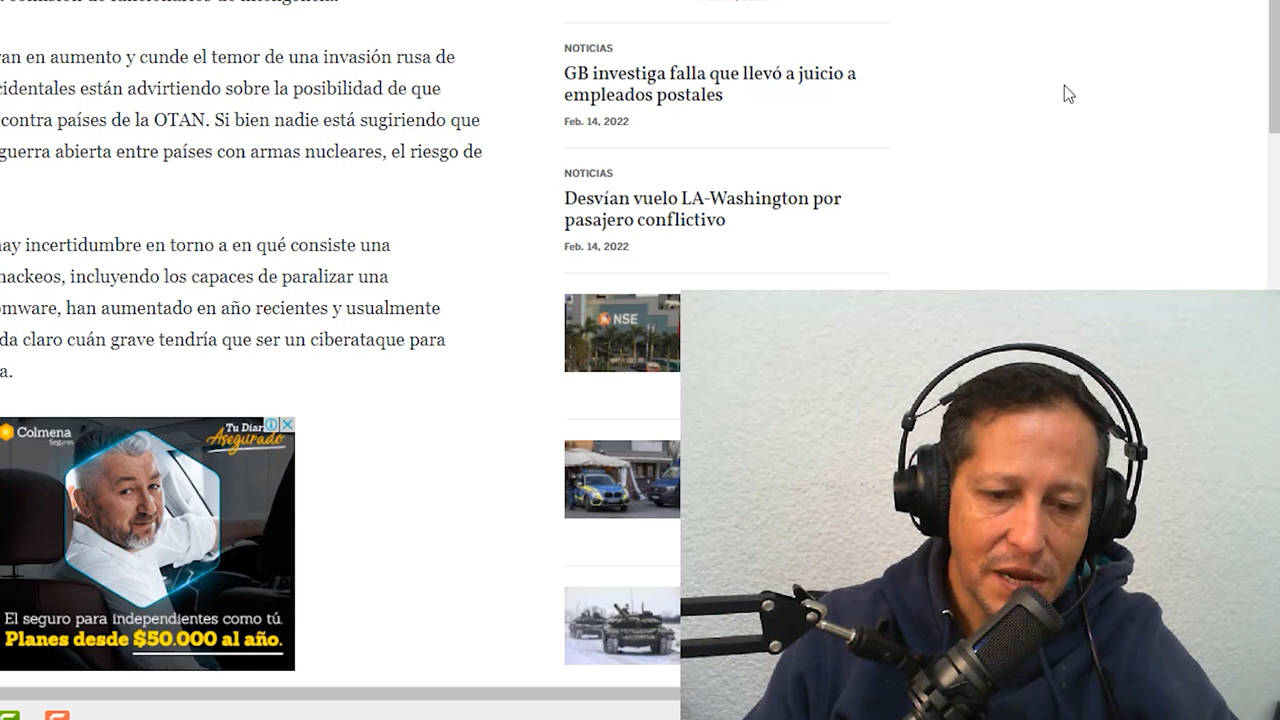 van en aumento y cunde el temor de una invasión rusa de
cidentales están advirtiendo sobre la posibilidad de que
contra países de la OTAN. Si bien nadie está sugiriendo que
guerra abierta entre países con armas nucleares, el riesgo de
hay incertidumbre en torno a en qué consiste una
hackeos, incluyendo los capaces de paralizar una
omware, han aumentado en año recientes y usualmente
da claro cuán grave tendría que ser un ciberataque para
a.
Colmena
Seguros
Tu Diar
Asegurado
El seguro para independientes como tú.
Planes desde $50.000 al año.
NOTICIAS
GB investiga falla que llevó a juicio a
empleados postales
Feb. 14, 2022
NOTICIAS
Desvían vuelo LA-Washington por
pasajero conflictivo
Feb. 14, 2022
NSE